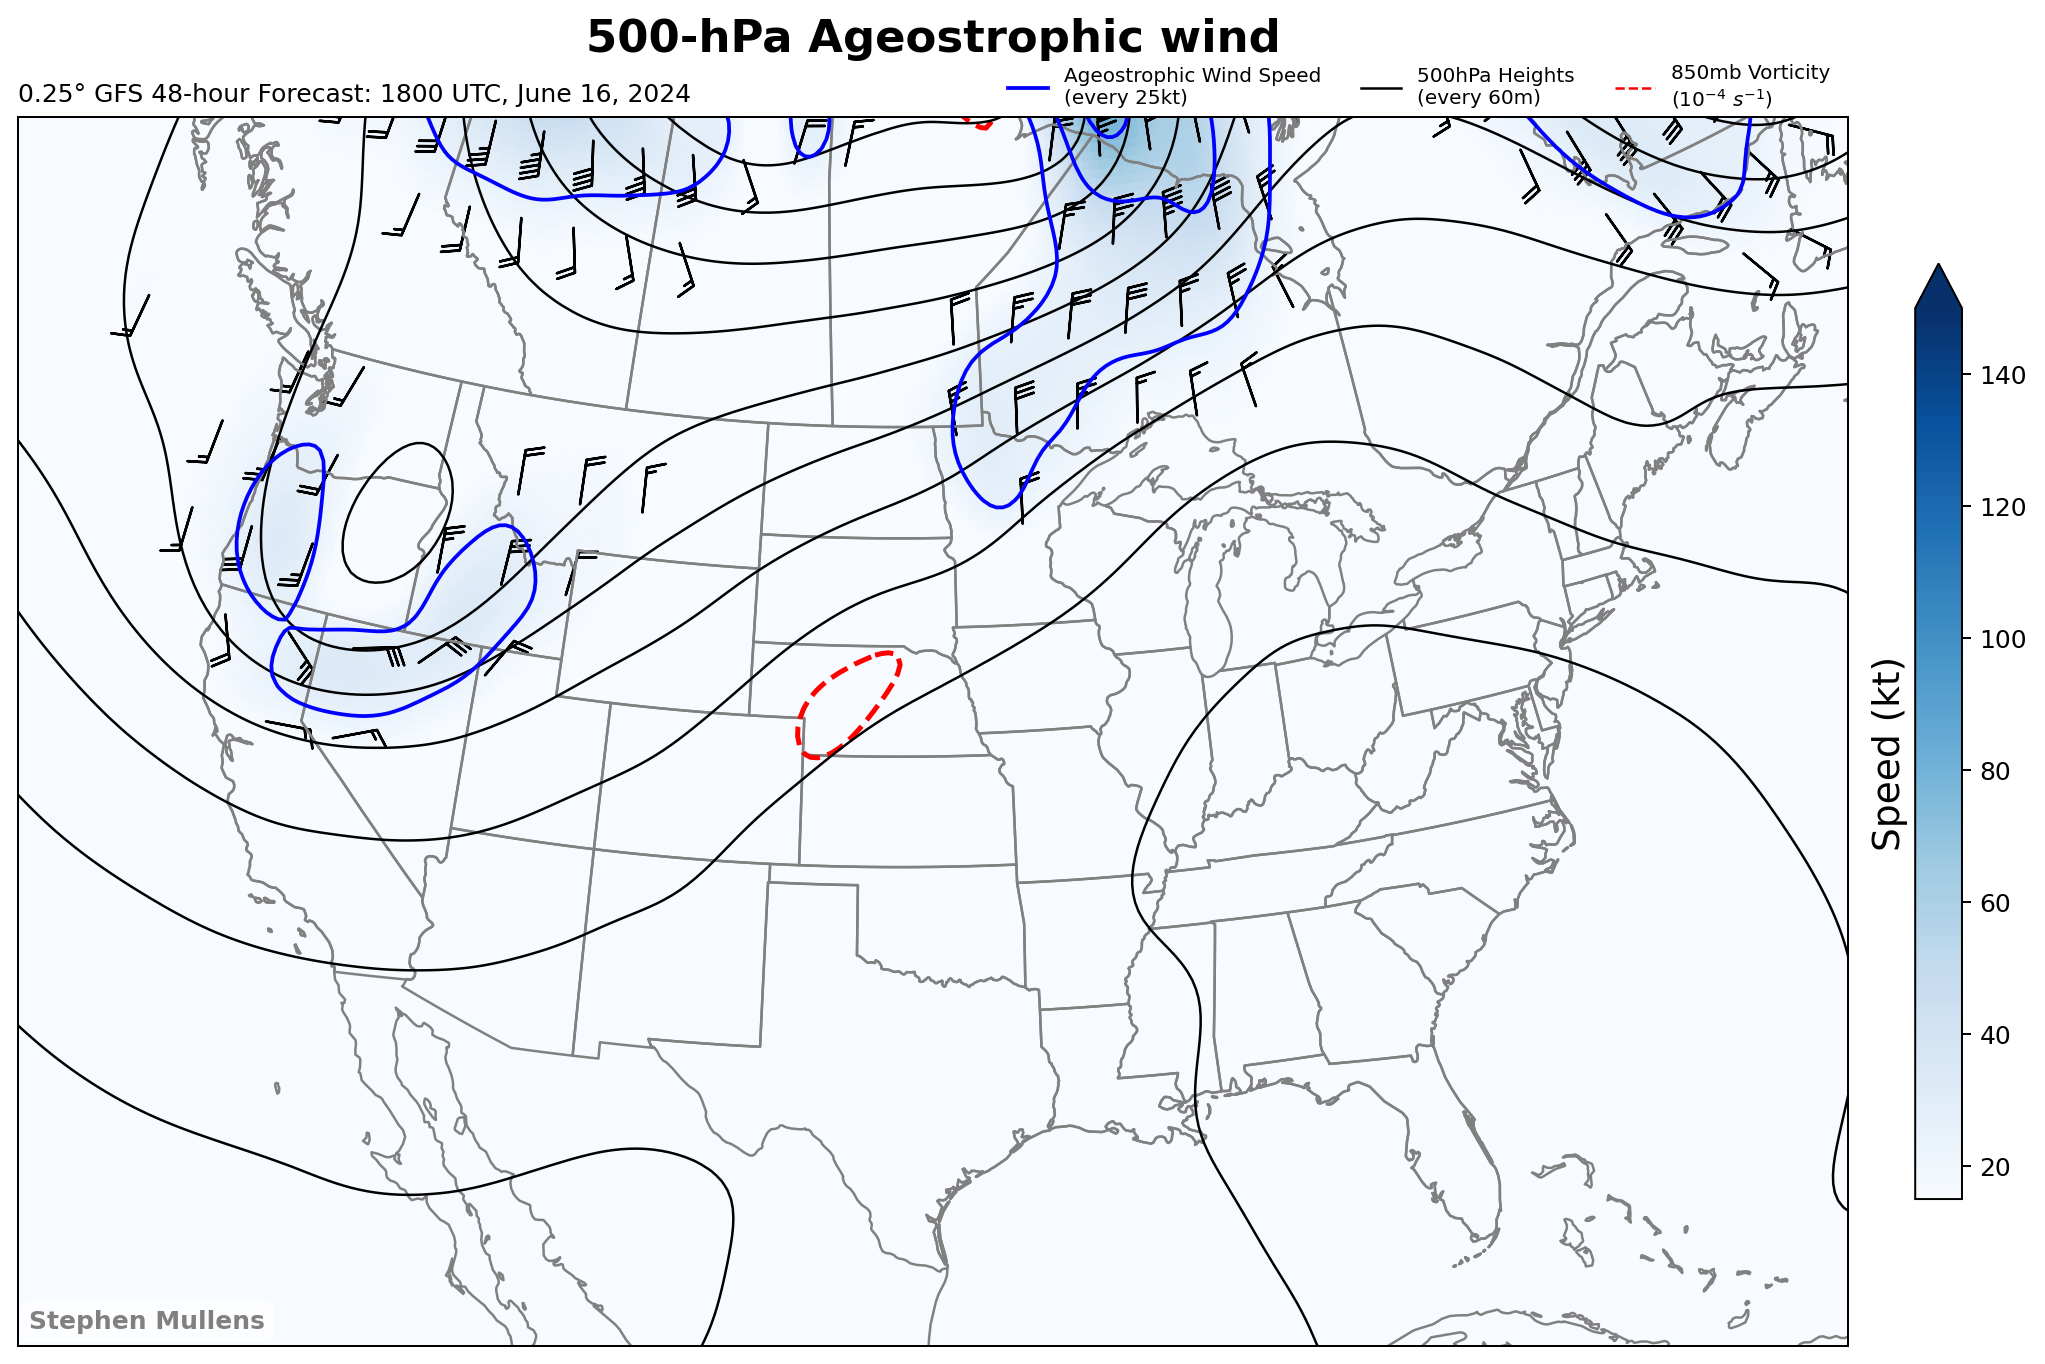 500-hPa Ageostrophic wind
0.25° GFS 48-hour Forecast: 1800 UTC, June 16, 2024
Ageostrophic Wind Speed
(every 25kt)
500hPa Heights
(every 60m)
850mb Vorticity
(10⁻⁴ s⁻¹)
140
120
100
80
60
40
20
Speed (kt)
Stephen Mullens